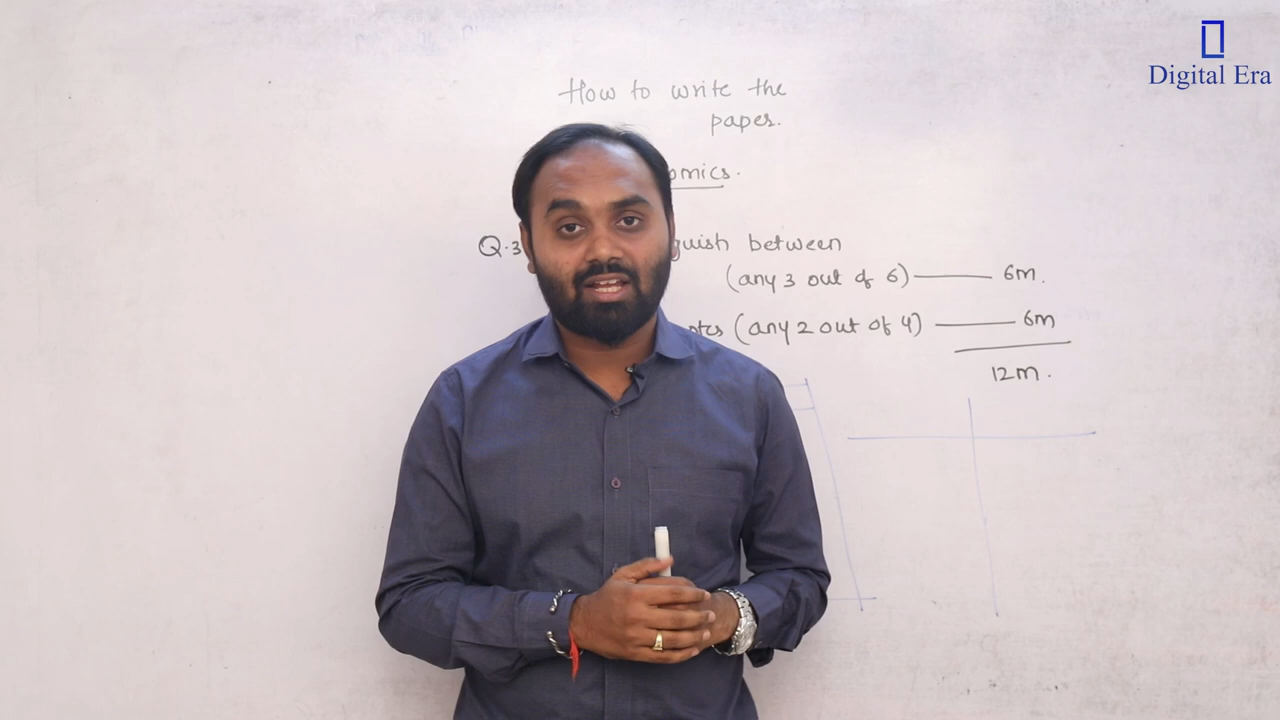 Digital Era
How to write the
paper.
omics.
Q.3 guish between
(any 3 out of 6) 6m.
otes (any 2 out of 4) 6m
12m.